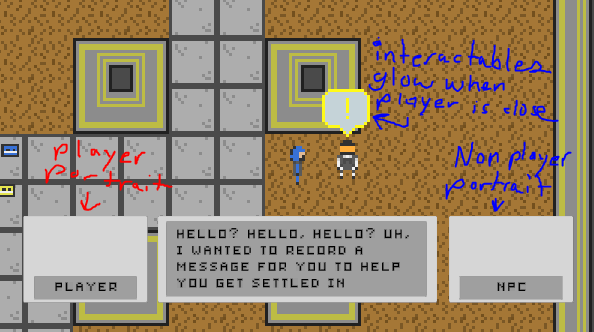 interactables
glow when
player is close
!
player
portrait
Non player
portrait
HELLO? HELLO, HELLO? UH,
I WANTED TO RECORD A
MESSAGE FOR YOU TO HELP
YOU GET SETTLED IN
PLAYER
NPC